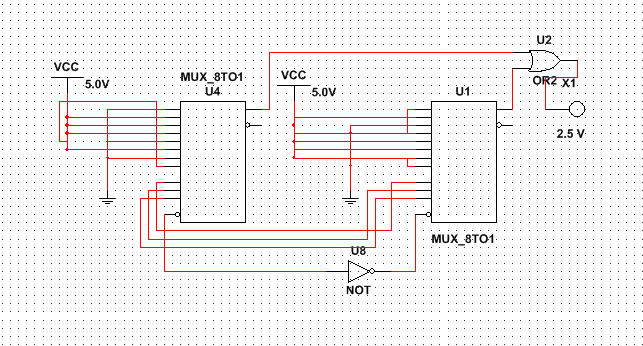 U2
VCC
MUX_8TO1
VCC
OR2
X1
5.0V
U4
5.0V
U1
2.5 V
MUX_8TO1
U8
NOT